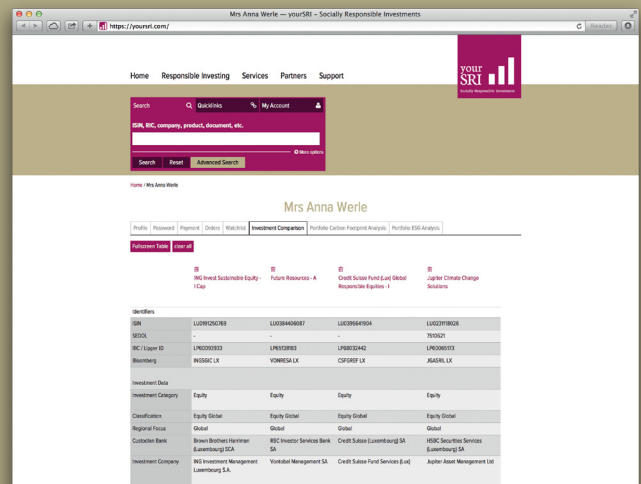 Mrs Anna Werle — yourSRI – Socially Responsible Investments
https://yoursri.com/
Reader
your
SRI
Socially Responsible Investment
Home Responsible Investing Services Partners Support
Search Quicklinks My Account
ISIN, RIC, company, product, document, etc.
More options
Search Reset Advanced Search
Home / Mrs Anna Werle
Mrs Anna Werle
Profile Password Payment Orders Watchlist Investment Comparison Portfolio Carbon Footprint Analysis Portfolio ESG Analysis
Fullscreen Table clear all
ING Invest Sustainable Equity - Future Resources - A Credit Suisse Fund (Lux) Global Jupiter Climate Change
I Cap Responsible Equities - I Solutions
Identifiers
ISIN LU0191250769 LU0384406087 LU0395641904 LU0231118026
SEDOL - - - 7510621
RIC / Lipper ID LP60093933 LP65138183 LP68032442 LP60065173
Bloomberg INGSGIC LX VONRESA LX CSFGREF LX JGASRIL LX
Investment Data
Investment Category Equity Equity Equity Equity
Classification Equity Global Equity Global Equity Global Equity Global
Regional Focus Global Global Global Global
Custodian Bank Brown Brothers Harriman RBC Investor Services Bank Credit Suisse (Luxembourg) SA HSBC Securities Services
(Luxembourg) SCA SA (Luxembourg) SA
Investment Company ING Investment Management Vontobel Management SA Credit Suisse Fund Services (Lux) Jupiter Asset Management Ltd
Luxembourg S.A.